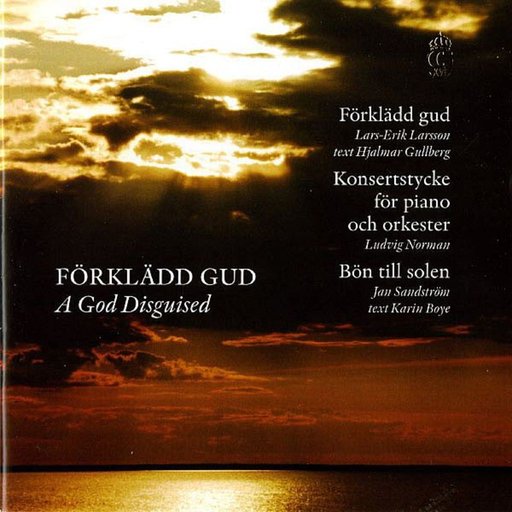 Förklädd gud
Lars-Erik Larsson
text Hjalmar Gullberg
Konsertstycke
för piano
och orkester
Ludvig Norman
Bön till solen
Jan Sandström
text Karin Boye
FÖRKLÄDD GUD
A God Disguised